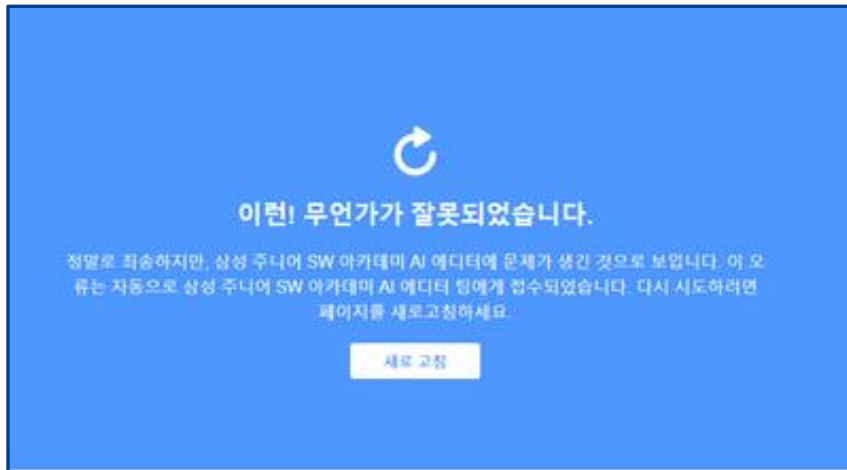 이런! 무언가가 잘못되었습니다.
정말로 죄송하지만, 삼성 주니어 SW 아카데미 AI 에디터에 문제가 생긴 것으로 보입니다. 이 오
류는 자동으로 삼성 주니어 SW 아카데미 AI 에디터 팀에게 접수되었습니다. 다시 시도하려면
페이지를 새로고침하세요.
새로 고침